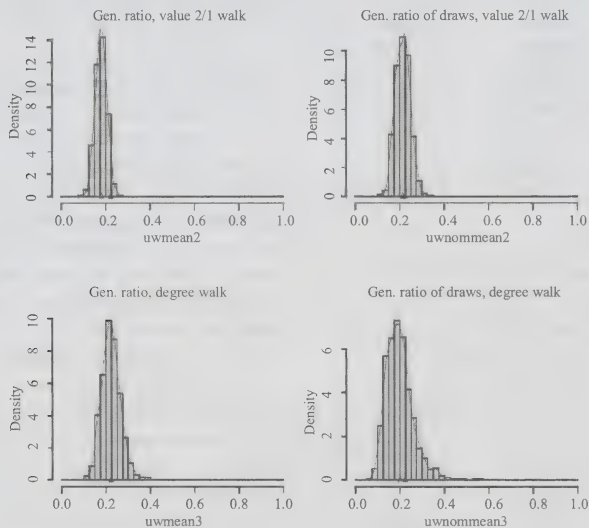 Gen. ratio, value 2/1 walk
Density
0 2 4 6 8 10 12 14
0.0 0.2 0.4 0.6 0.8 1.0
uwmean2
Gen. ratio of draws, value 2/1 walk
Density
0 2 4 6 8 10
0.0 0.2 0.4 0.6 0.8 1.0
uwnommean2
Gen. ratio, degree walk
Density
0 2 4 6 8 10
0.0 0.2 0.4 0.6 0.8 1.0
uwmean3
Gen. ratio of draws, degree walk
Density
0 2 4 6
0.0 0.2 0.4 0.6 0.8 1.0
uwnommean3